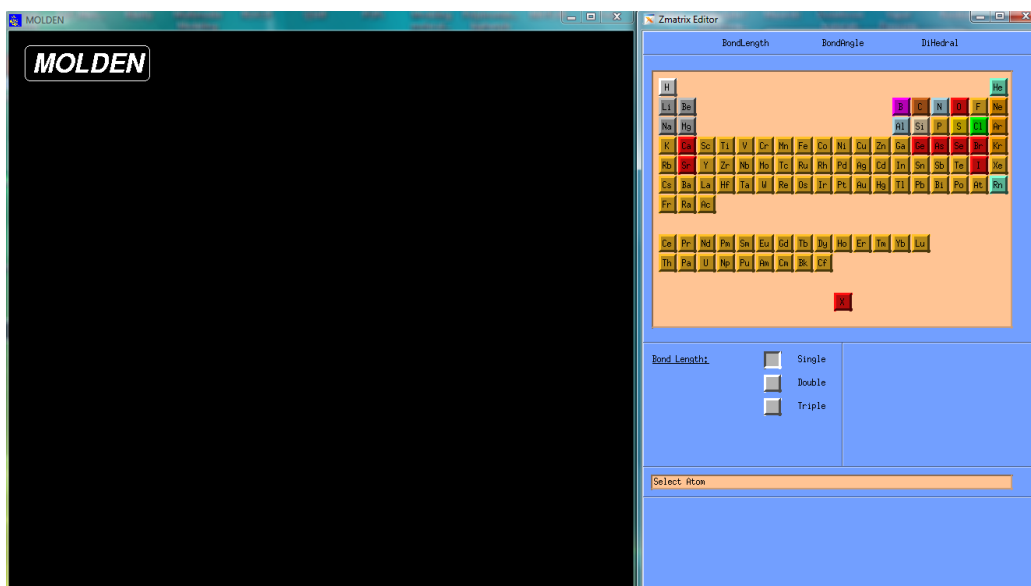 MOLDEN
MOLDEN
Zmatrix Editor
BondLength BondAngle DiHedral
H He
Li Be B C N O F Ne
Na Mg Al Si P S Cl Ar
K Ca Sc Ti V Cr Mn Fe Co Ni Cu Zn Ga Ge As Se Br Kr
Rb Sr Y Zr Nb Mo Tc Ru Rh Pd Ag Cd In Sn Sb Te I Xe
Cs Ba La Hf Ta W Re Os Ir Pt Au Hg Tl Pb Bi Po At Rn
Fr Ra Ac
Ce Pr Nd Pm Sm Eu Gd Tb Dy Ho Er Tm Yb Lu
Th Pa U Np Pu Am Cm Bk Cf
X
Bond Length: Single
Double
Triple
Select Atom